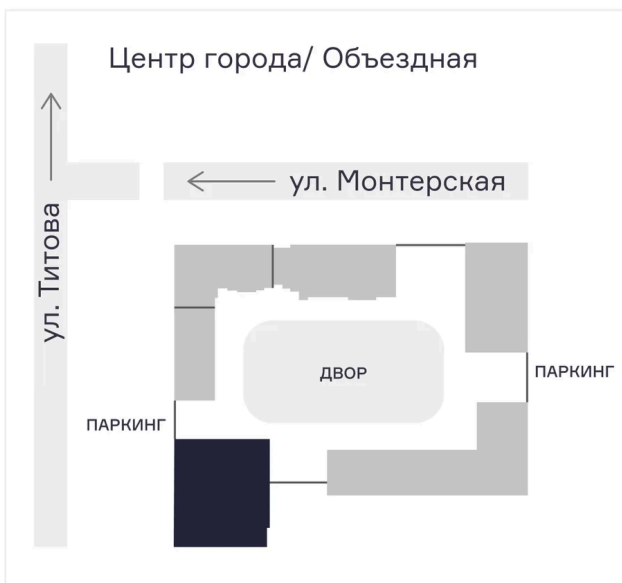 Центр города/ Объездная
ул. Монтерская
ул. Титова
ДВОР
ПАРКИНГ
ПАРКИНГ